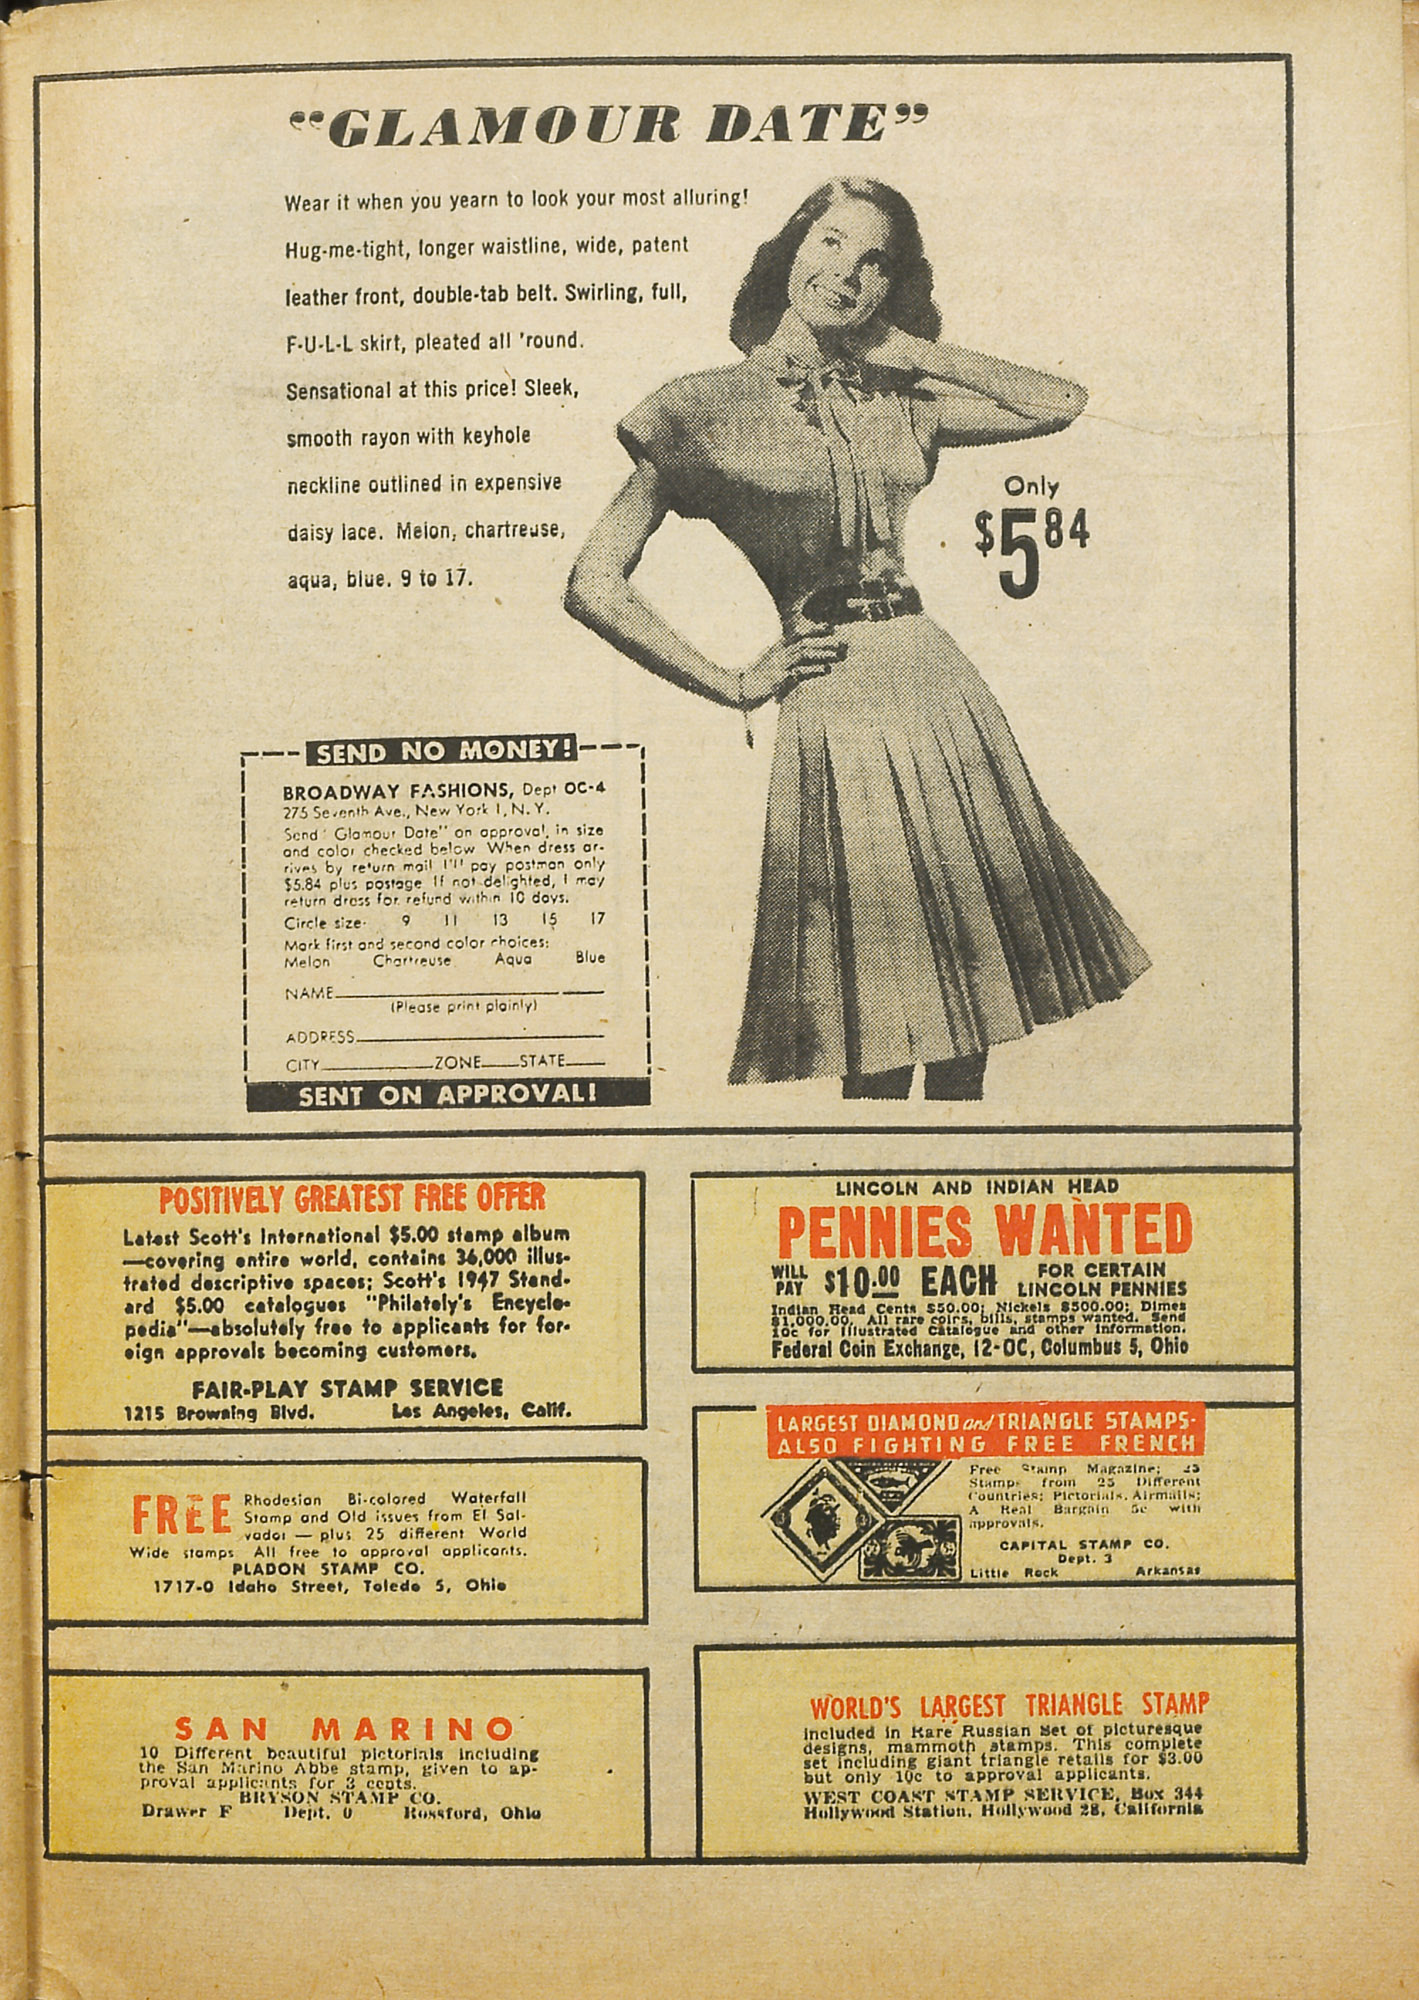 "GLAMOUR DATE"
Wear it when you yearn to look your most alluring!
Hug-me-tight, longer waistline, wide, patent
leather front, double-tab belt. Swirling, full,
F-U-L-L skirt, pleated all 'round.
Sensational at this price! Sleek,
smooth rayon with keyhole
neckline outlined in expensive
daisy lace. Melon, chartreuse,
aqua, blue. 9 to 17.
Only
$5 84
SEND NO MONEY!
BROADWAY FASHIONS, Dept OC-4
275 Seventh Ave., New York 1, N. Y.
Send "Glamour Date" on approval, in size
and color checked below When dress ar-
rives by return mail I'll pay postman only
$5.84 plus postage If not delighted, I may
return dress for refund within 10 days.
Circle size: 9 11 13 15 17
Mark first and second color choices:
Melon Chartreuse Aqua Blue
NAME
(Please print plainly)
ADDRESS
CITY ZONE STATE
SENT ON APPROVAL!
POSITIVELY GREATEST FREE OFFER
Latest Scott's International $5.00 stamp album
—covering entire world, contains 36,000 illus-
trated descriptive spaces; Scott's 1947 Stand-
ard $5.00 catalogues "Philately's Encyclo-
pedia"—absolutely free to applicants for for-
eign approvals becoming customers.
FAIR-PLAY STAMP SERVICE
1215 Browning Blvd. Los Angeles, Calif.
FREE Rhodesian Bi-colored Waterfall
Stamp and Old issues from El Sal-
vador — plus 25 different World
Wide stamps All free to approval applicants.
PLADON STAMP CO.
1717-O Idaho Street, Toledo 5, Ohio
SAN MARINO
10 Different beautiful pictorials including
the San Marino Abbe stamp, given to ap-
proval applicants for 3 cents.
BRYSON STAMP CO.
Drawer F Dept. O Rossford, Ohio
LINCOLN AND INDIAN HEAD
PENNIES WANTED
WILL PAY $10.00 EACH FOR CERTAIN LINCOLN PENNIES
Indian Head Cents $50.00; Nickels $500.00; Dimes
$1,000.00. All rare coins, bills, stamps wanted. Send
10c for Illustrated Catalogue and other information.
Federal Coin Exchange, 12-OC, Columbus 5, Ohio
LARGEST DIAMOND and TRIANGLE STAMPS-
ALSO FIGHTING FREE FRENCH
Free Stamp Magazine; 25
Stamps from 25 Different
Countries; Pictorials, Airmails;
A Real Bargain 5c with
approvals.
CAPITAL STAMP CO.
Dept. 3
Little Rock Arkansas
WORLD'S LARGEST TRIANGLE STAMP
included in Rare Russian set of picturesque
designs, mammoth stamps. This complete
set including giant triangle retails for $3.00
but only 10c to approval applicants.
WEST COAST STAMP SERVICE, Box 344
Hollywood Station, Hollywood 28, California